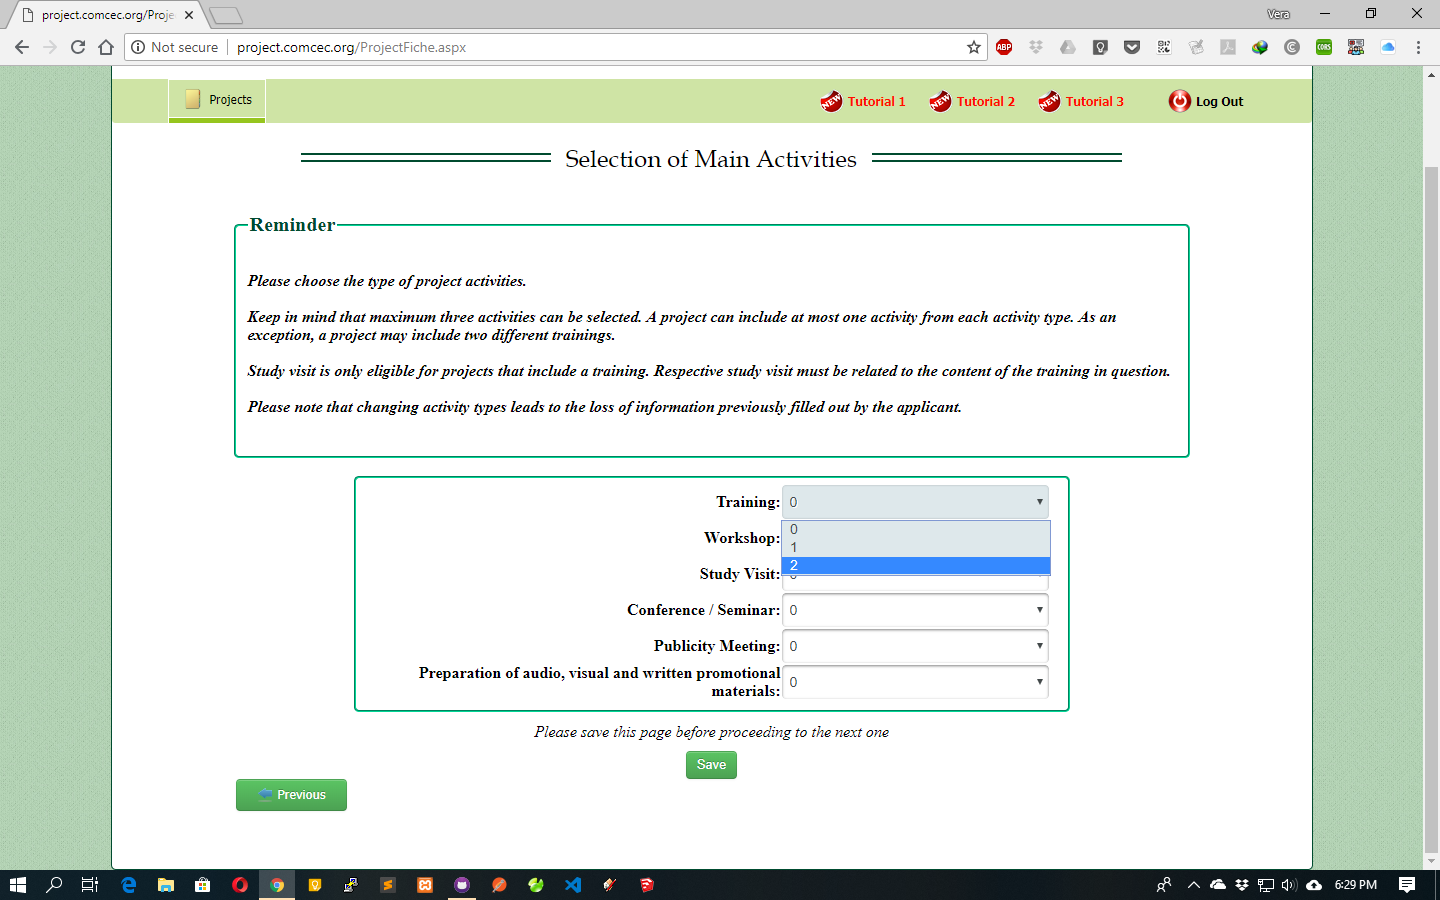 project.comcec.org/Proje
Vera
Not secure
project.comcec.org/ProjectFiche.aspx
ABP
CORS
Projects
NEW Tutorial 1
NEW Tutorial 2
NEW Tutorial 3
Log Out
Selection of Main Activities
Reminder
Please choose the type of project activities.
Keep in mind that maximum three activities can be selected. A project can include at most one activity from each activity type. As an
exception, a project may include two different trainings.
Study visit is only eligible for projects that include a training. Respective study visit must be related to the content of the training in question.
Please note that changing activity types leads to the loss of information previously filled out by the applicant.
Training: 0
0
Workshop:
1
2
Study Visit:
Conference / Seminar: 0
Publicity Meeting: 0
Preparation of audio, visual and written promotional
materials: 0
Please save this page before proceeding to the next one
Save
Previous
6:29 PM